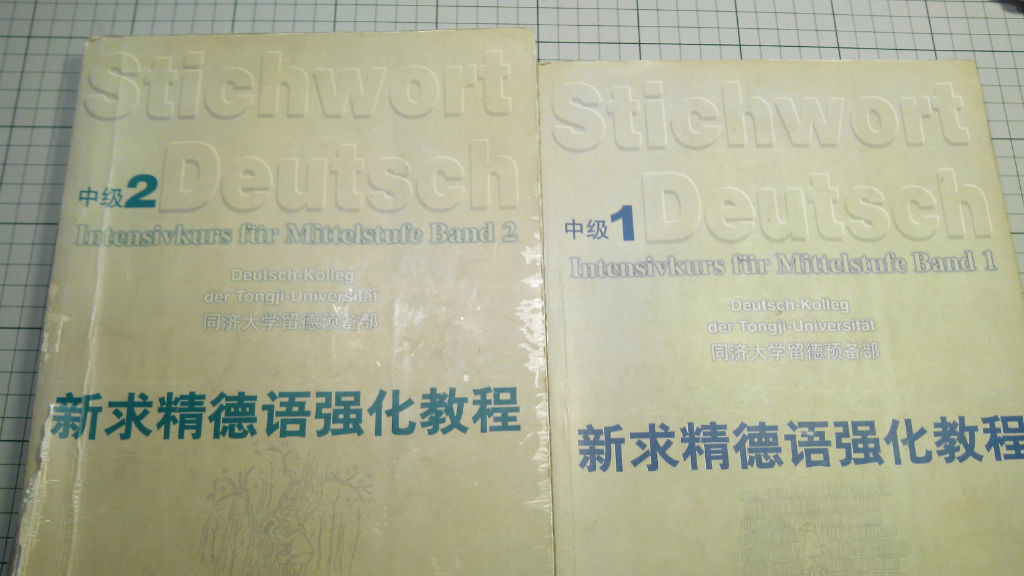 Stichwort
Deutsch
中级2
Intensivkurs für Mittelstufe Band 2
Deutsch-Kolleg
der Tongji-Universität
同济大学留德预备部
新求精德语强化教程
Stichwort
Deutsch
中级1
Intensivkurs für Mittelstufe Band 1
Deutsch-Kolleg
der Tongji-Universität
同济大学留德预备部
新求精德语强化教程